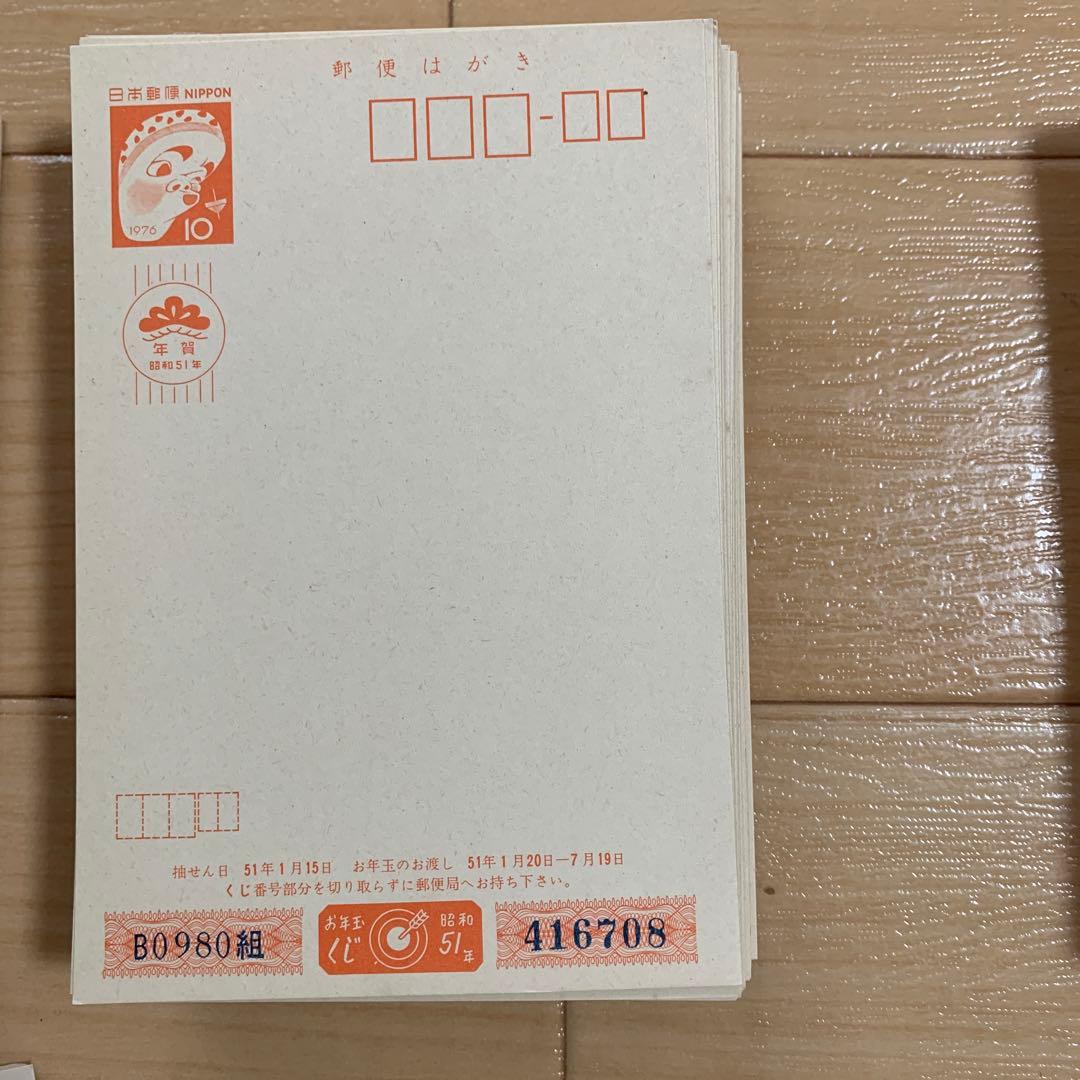 郵便はがき
日本郵便 NIPPON
1976 10
年賀
昭和51年
抽せん日 51年1月15日 お年玉のお渡し 51年1月20日—7月19日
くじ番号部分を切り取らずに郵便局へお持ち下さい。
B0980組
お年玉
くじ
昭和
51年
416708